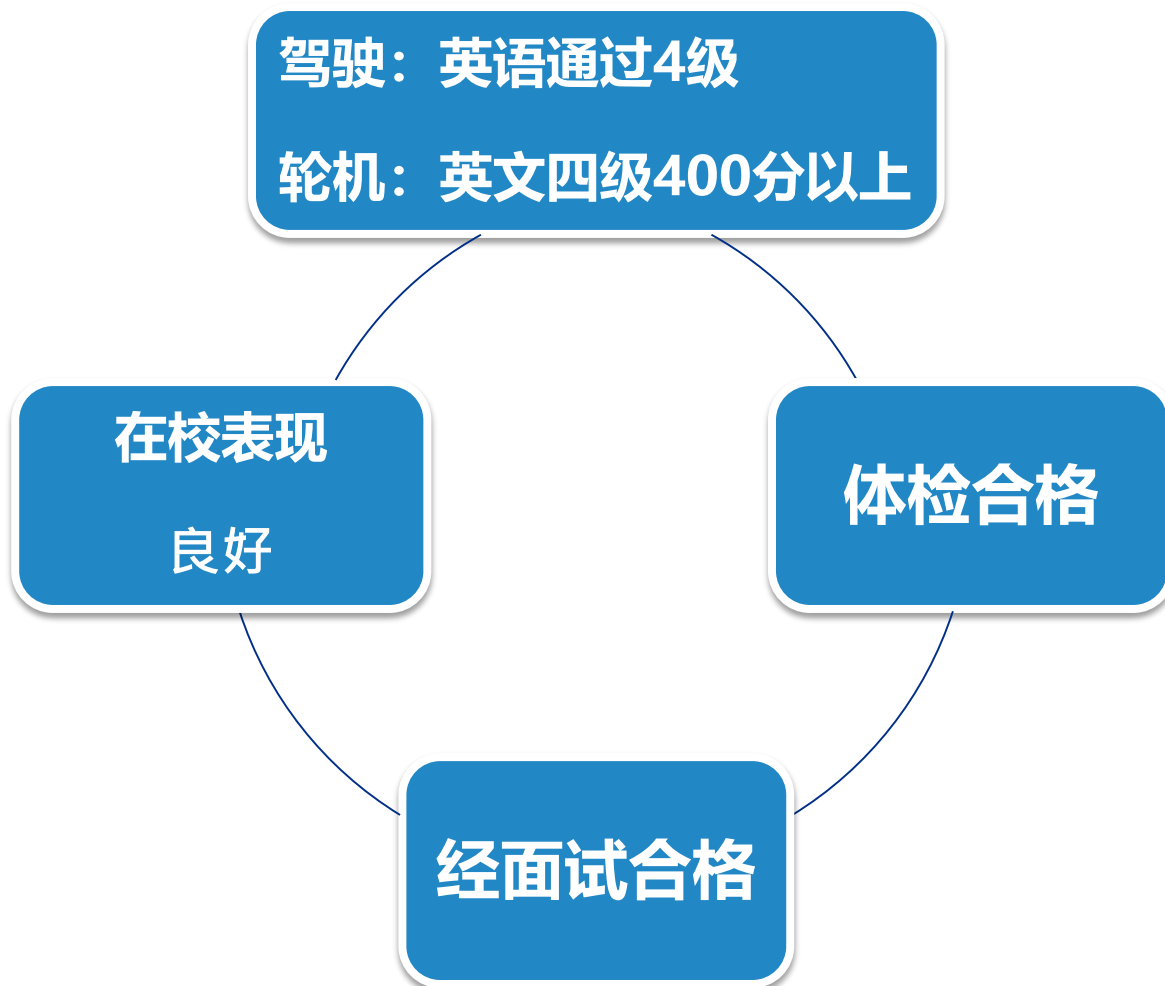 驾驶：英语通过4级
轮机：英文四级400分以上
在校表现
良好
体检合格
经面试合格